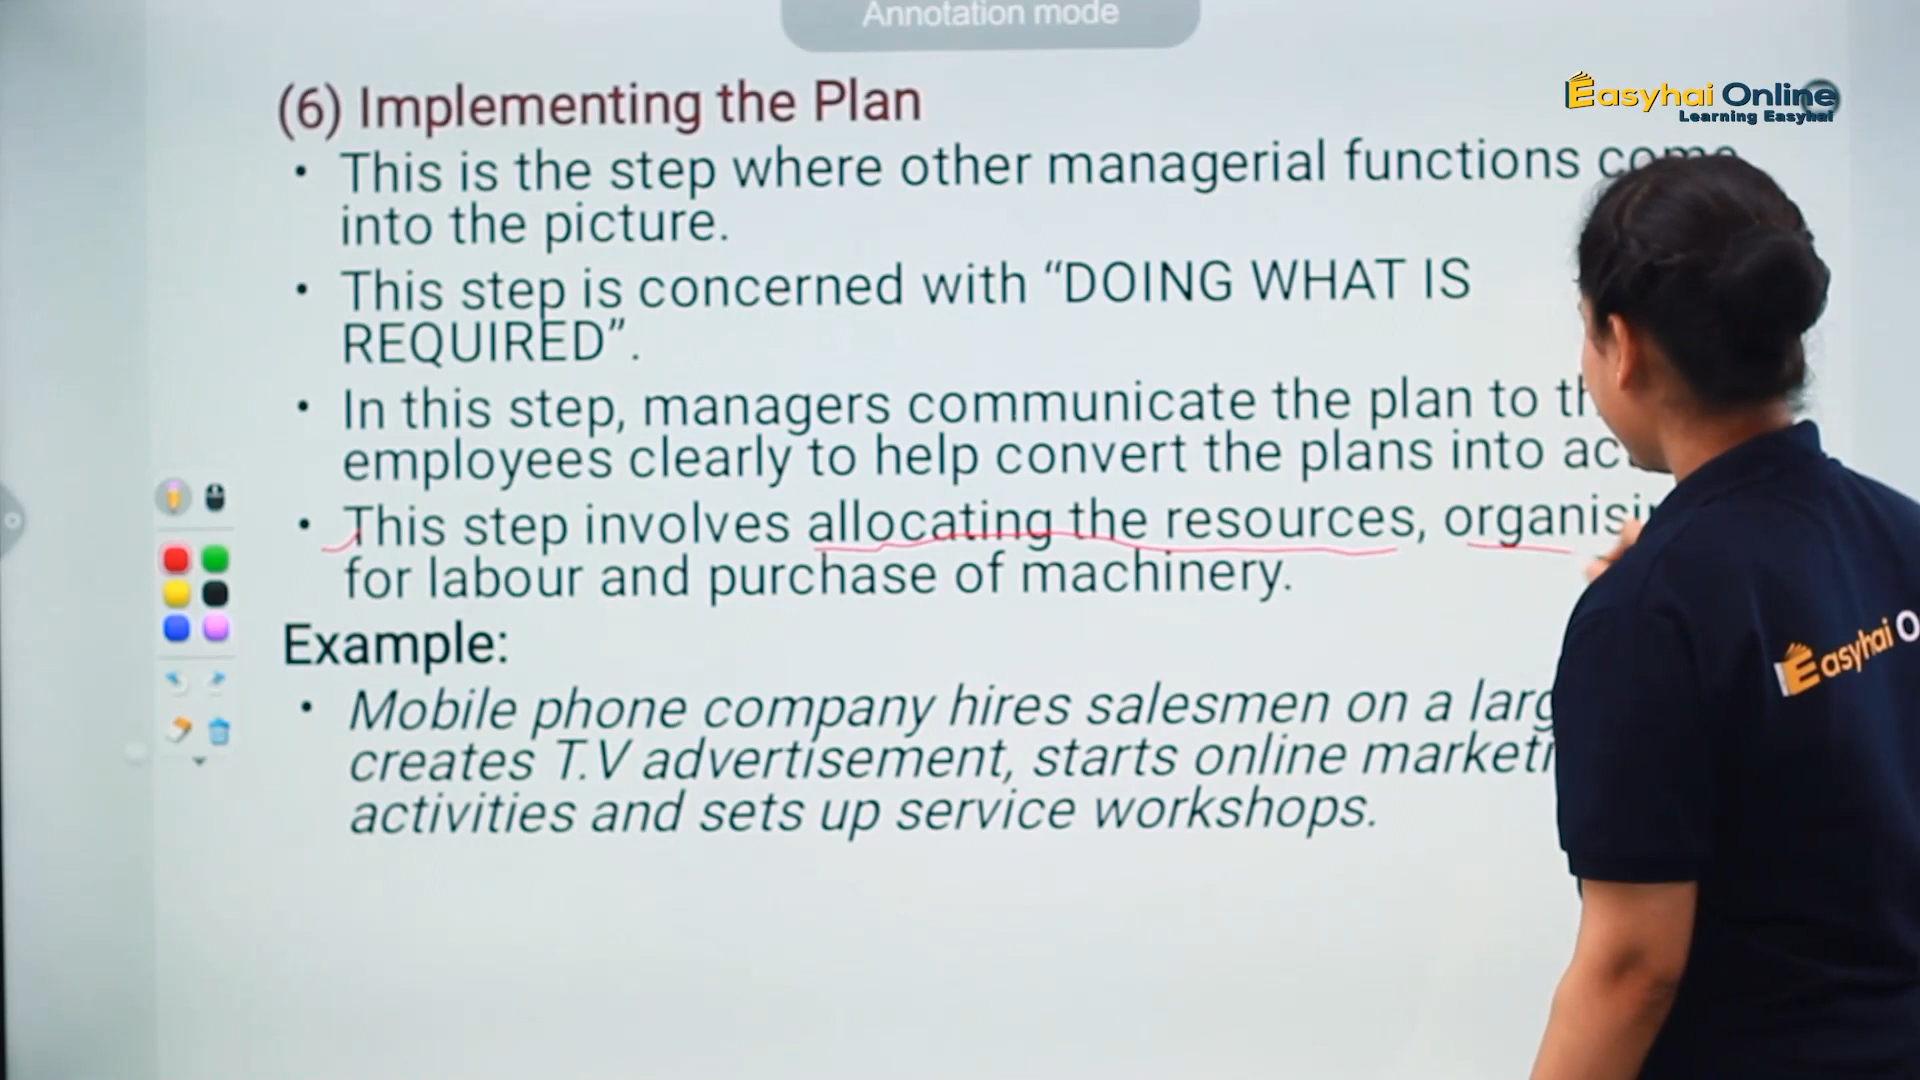 Annotation mode
Easyhai Online
Learning Easyhai
(6) Implementing the Plan
• This is the step where other managerial functions come
into the picture.
• This step is concerned with “DOING WHAT IS
REQUIRED”.
• In this step, managers communicate the plan to
employees clearly to help convert the plans into
• This step involves allocating the resources,
for labour and purchase of machinery.
Example:
• Mobile phone company hires salesmen on a
creates T.V advertisement, starts online
activities and sets up service workshops.
Easyhai O